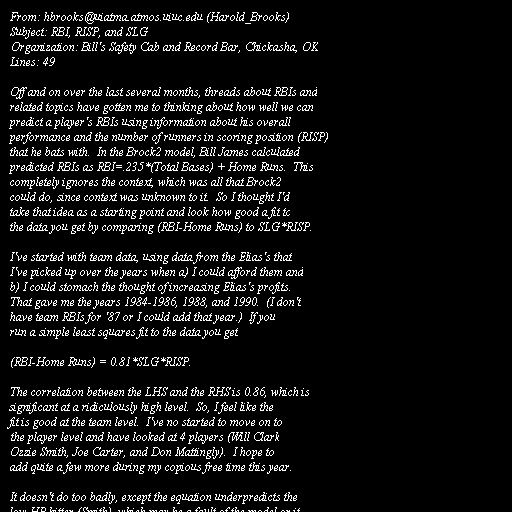 From: hbrooks@uiatma.atmos.uiuc.edu (Harold_Brooks)
Subject: RBI, RISP, and SLG
Organization: Bill's Safety Cab and Record Bar, Chickasha, OK
Lines: 49
Off and on over the last several months, threads about RBIs and
related topics have gotten me to thinking about how well we can
predict a player's RBIs using information about his overall
performance and the number of runners in scoring position (RISP)
that he bats with.  In the Brock2 model, Bill James calculated
predicted RBIs as RBI=.235*(Total Bases) + Home Runs.  This
completely ignores the context, which was all that Brock2
could do, since context was unknown to it.  So I thought I'd
take that idea as a starting point and look how good a fit tc
the data you get by comparing (RBI-Home Runs) to SLG*RISP.
I've started with team data, using data from the Elias's that
I've picked up over the years when a) I could afford them and
b) I could stomach the thought of increasing Elias's profits.
That gave me the years 1984-1986, 1988, and 1990.  (I don't
have team RBIs for '87 or I could add that year.)  If you
run a simple least squares fit to the data you get
(RBI-Home Runs) = 0.81*SLG*RISP.
The correlation between the LHS and the RHS is 0.86, which is
significant at a ridiculously high level.  So, I feel like the
fit is good at the team level.  I've no started to move on to
the player level and have looked at 4 players (Will Clark
Ozzie Smith, Joe Carter, and Don Mattingly).  I hope to
add quite a few more during my copious free time this year.
It doesn't do too badly, except the equation underpredicts the
low-HR hitter (Smith), which may be a fault of the model or it